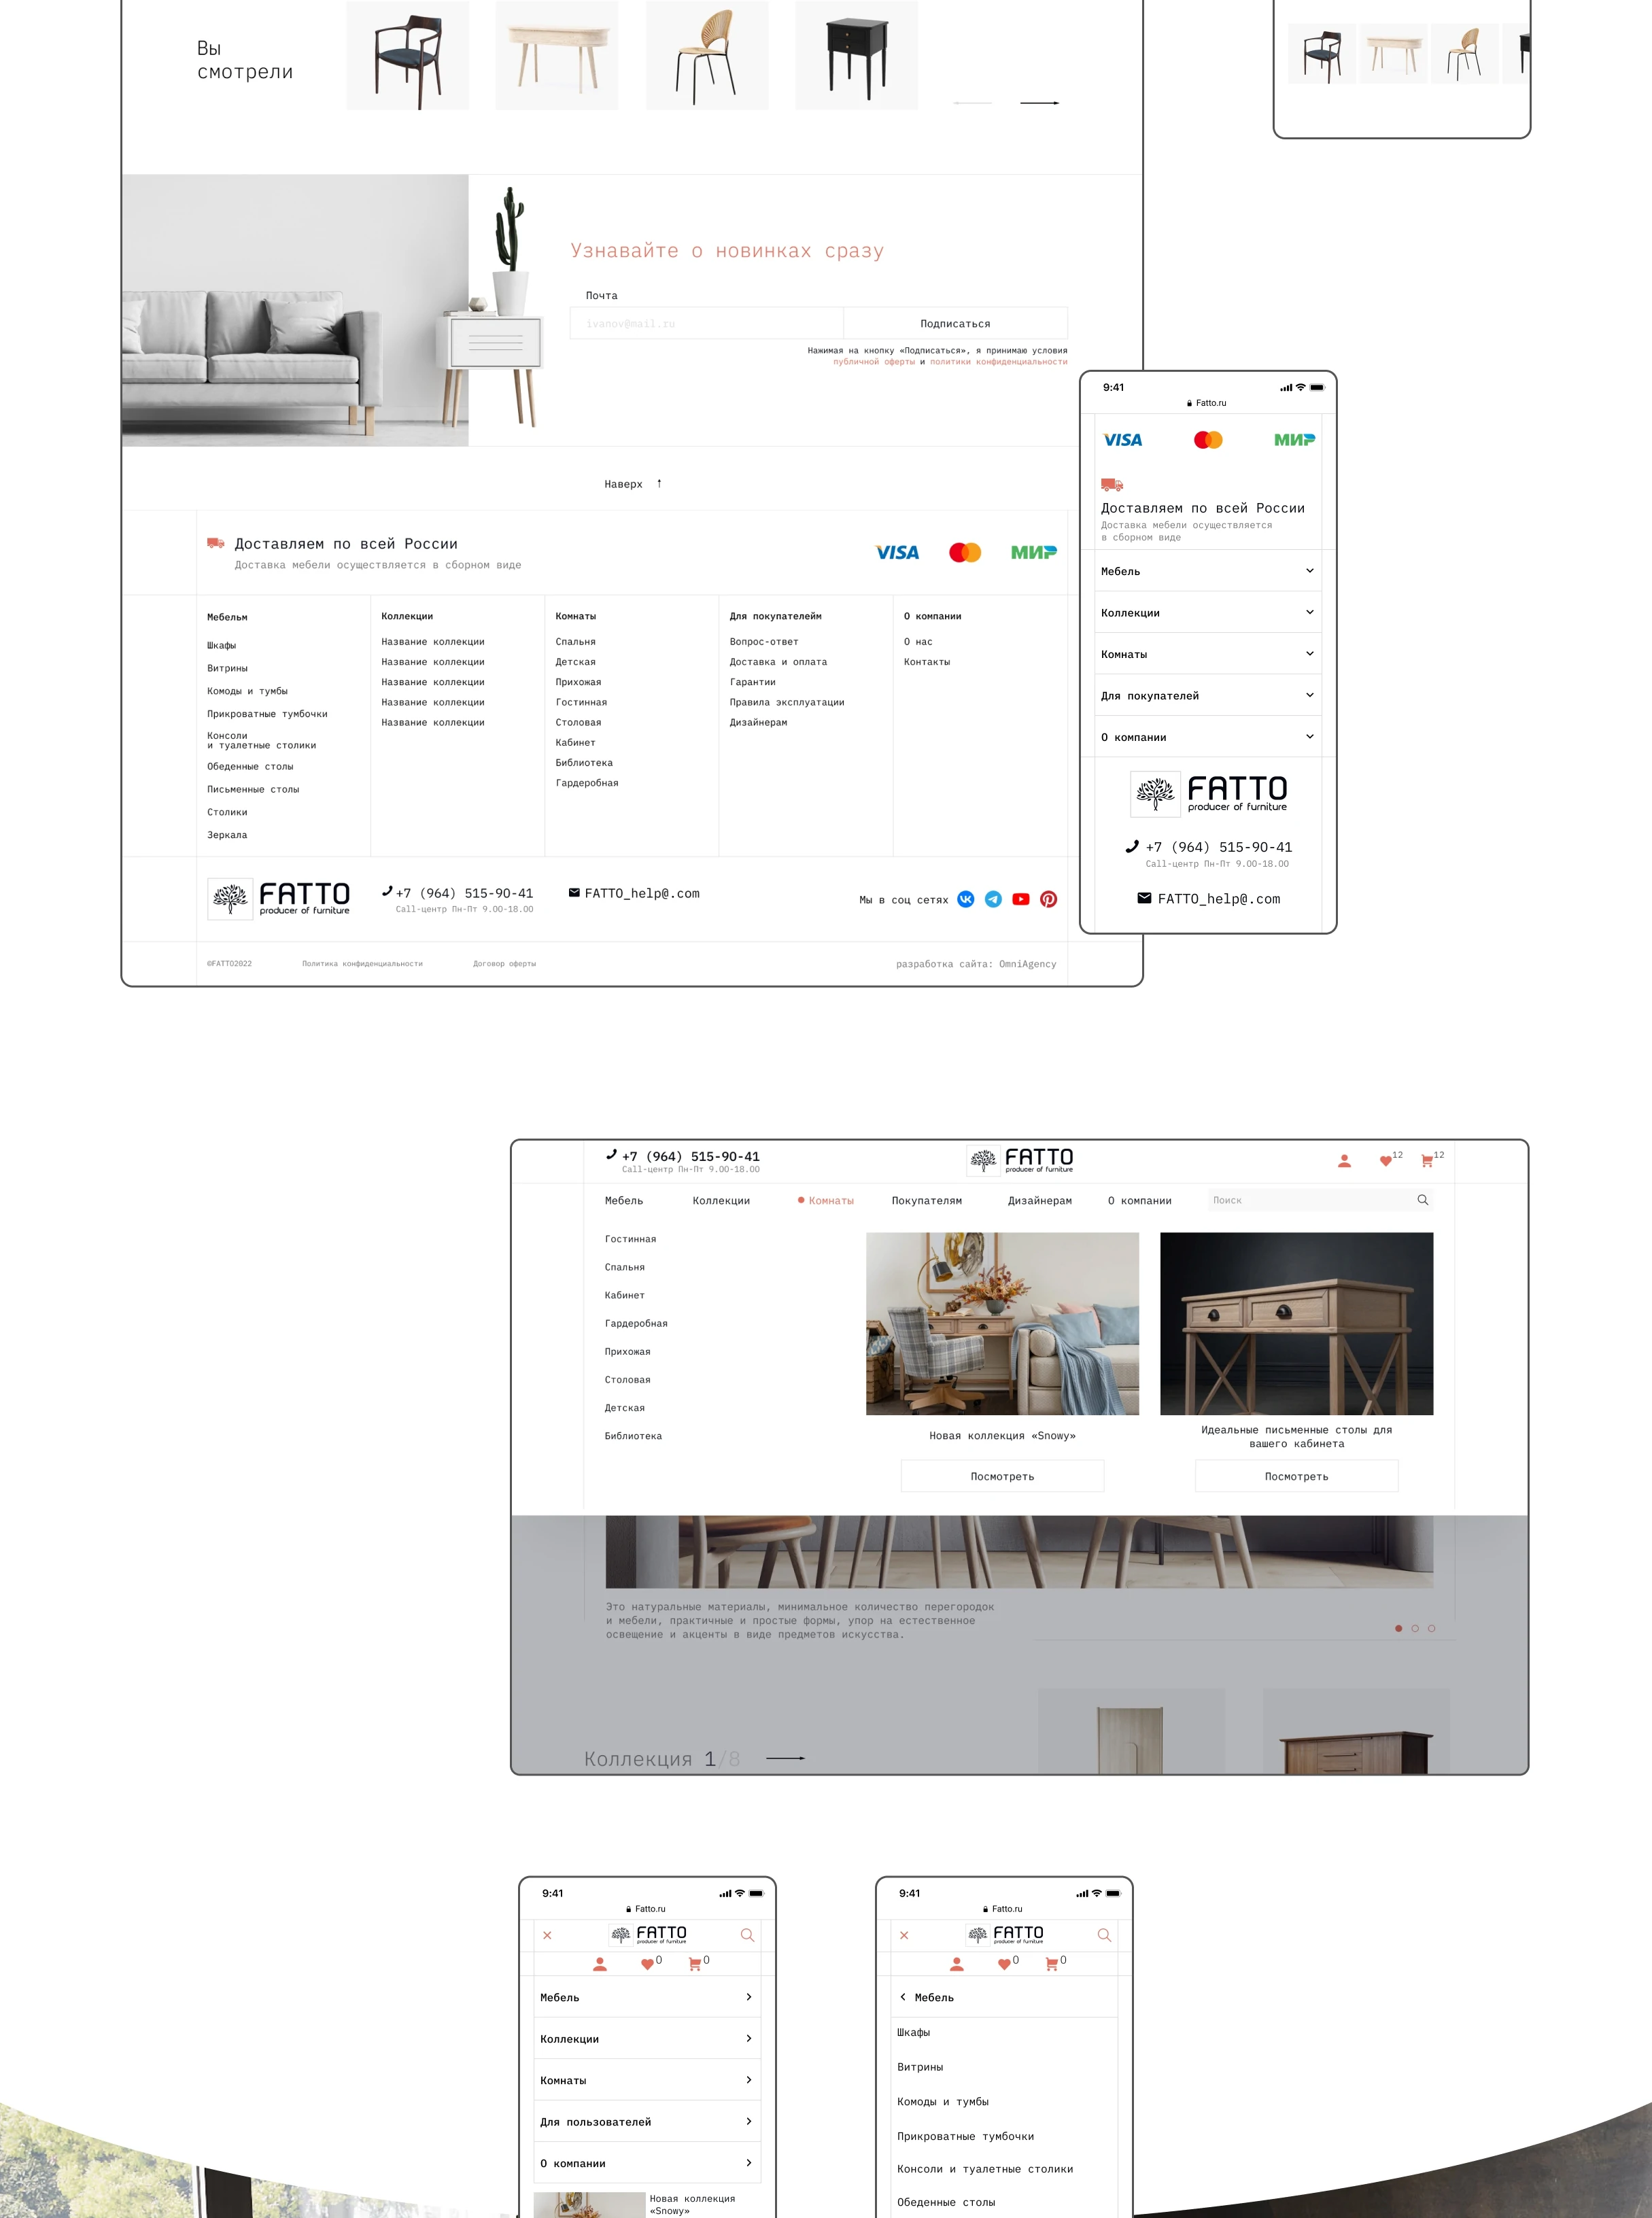 Вы
смотрели
Узнавайте о новинках сразу
Почта
ivanov@mail.ru
Подписаться
Нажимая на кнопку «Подписаться», я принимаю условия
публичной оферты и политики конфиденциальности
Наверх ↑
Доставляем по всей России
Доставка мебели осуществляется в сборном виде
VISA
МИР
Мебельм
Шкафы
Витрины
Комоды и тумбы
Прикроватные тумбочки
Консоли
и туалетные столики
Обеденные столы
Письменные столы
Столики
Зеркала
Коллекции
Название коллекции
Название коллекции
Название коллекции
Название коллекции
Название коллекции
Комнаты
Спальня
Детская
Прихожая
Гостинная
Столовая
Кабинет
Библиотека
Гардеробная
Для покупателейм
Вопрос-ответ
Доставка и оплата
Гарантии
Правила эксплуатации
Дизайнерам
О компании
О нас
Контакты
FATTO
producer of furniture
+7 (964) 515-90-41
Call-центр Пн-Пт 9.00-18.00
FATTO_help@.com
Мы в соц сетях
©FATTO2022
Политика конфиденциальности
Договор оферты
разработка сайта: OmniAgency
9:41
Fatto.ru
VISA
МИР
Доставляем по всей России
Доставка мебели осуществляется
в сборном виде
Мебель
Коллекции
Комнаты
Для покупателей
О компании
FATTO
producer of furniture
+7 (964) 515-90-41
Call-центр Пн-Пт 9.00-18.00
FATTO_help@.com
+7 (964) 515-90-41
Call-центр Пн-Пт 9.00-18.00
FATTO
producer of furniture
12
12
Мебель
Коллекции
Комнаты
Покупателям
Дизайнерам
О компании
Поиск
Гостинная
Спальня
Кабинет
Гардеробная
Прихожая
Столовая
Детская
Библиотека
Новая коллекция «Snowy»
Посмотреть
Идеальные письменные столы для
вашего кабинета
Посмотреть
Это натуральные материалы, минимальное количество перегородок
и мебели, практичные и простые формы, упор на естественное
освещение и акценты в виде предметов искусства.
Коллекция 1/8
9:41
Fatto.ru
FATTO
producer of furniture
0
0
Мебель
Коллекции
Комнаты
Для пользователей
О компании
Новая коллекция
«Snowy»
9:41
Fatto.ru
FATTO
producer of furniture
0
0
Мебель
Шкафы
Витрины
Комоды и тумбы
Прикроватные тумбочки
Консоли и туалетные столики
Обеденные столы